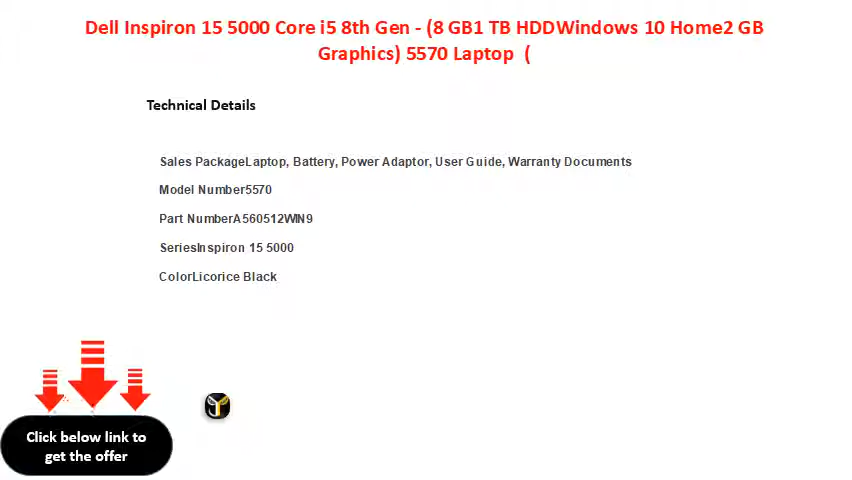 Dell Inspiron 15 5000 Core i5 8th Gen - (8 GB1 TB HDDWindows 10 Home2 GB
Graphics) 5570 Laptop  (
Technical Details
Sales PackageLaptop, Battery, Power Adaptor, User Guide, Warranty Documents
Model Number5570
Part NumberA560512WIN9
SeriesInspiron 15 5000
ColorLicorice Black
Click below link to
get the offer